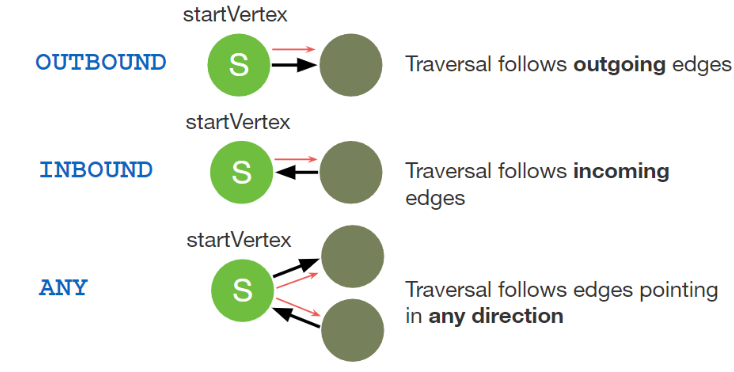 startVertex
OUTBOUND
S
Traversal follows outgoing edges
startVertex
INBOUND
S
Traversal follows incoming
edges
startVertex
ANY
S
Traversal follows edges pointing
in any direction